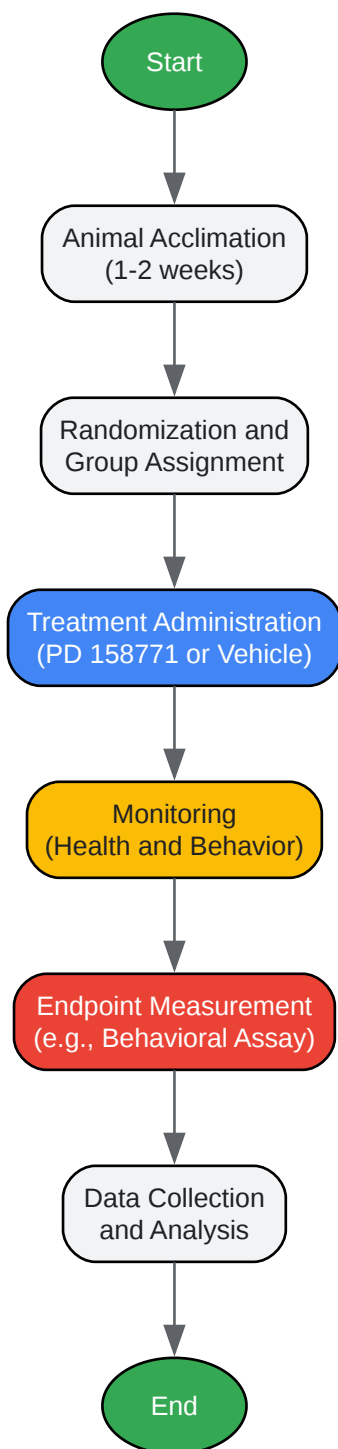 Start
Animal Acclimation
(1-2 weeks)
Randomization and
Group Assignment
Treatment Administration
(PD 158771 or Vehicle)
Monitoring
(Health and Behavior)
Endpoint Measurement
(e.g., Behavioral Assay)
Data Collection
and Analysis
End